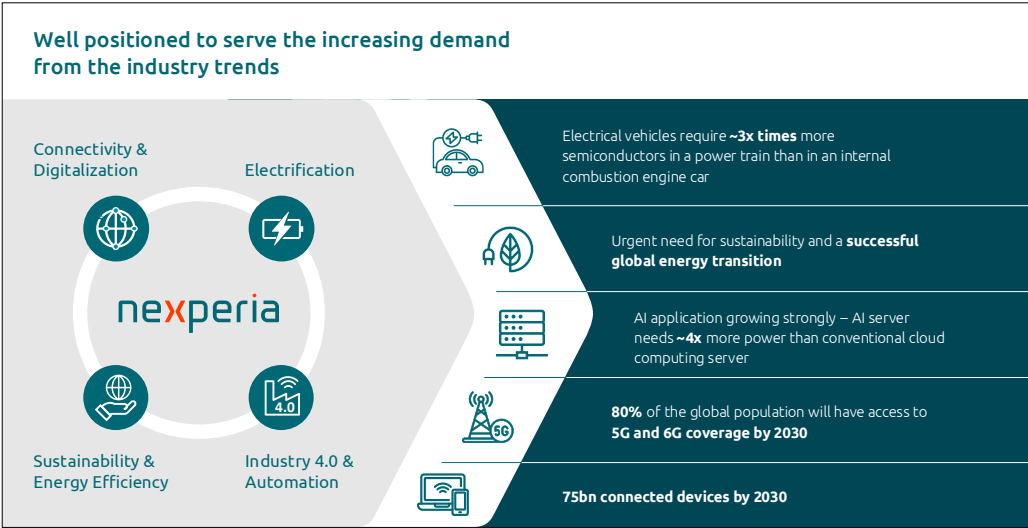 Well positioned to serve the increasing demand
from the industry trends
Connectivity &
Digitalization
Electrification
nexperia
4.0
Sustainability &
Energy Efficiency
Industry 4.0 &
Automation
Electrical vehicles require ~3x times more
semiconductors in a power train than in an internal
combustion engine car
Urgent need for sustainability and a successful
global energy transition
AI application growing strongly – AI server
needs ~4x more power than conventional cloud
computing server
5G
80% of the global population will have access to
5G and 6G coverage by 2030
75bn connected devices by 2030